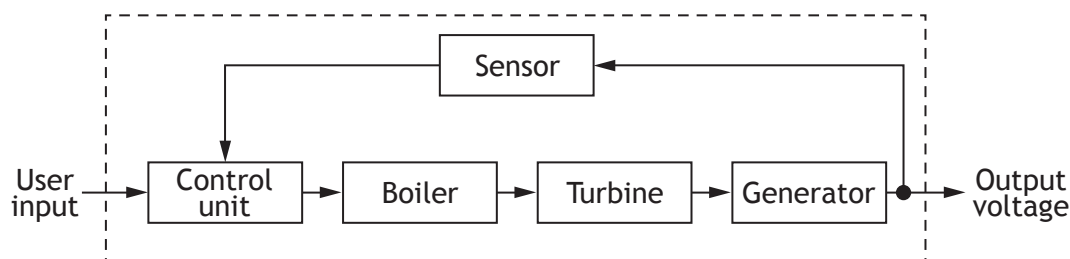 Sensor
User
input
Control
unit
Boiler
Turbine
Generator
Output
voltage